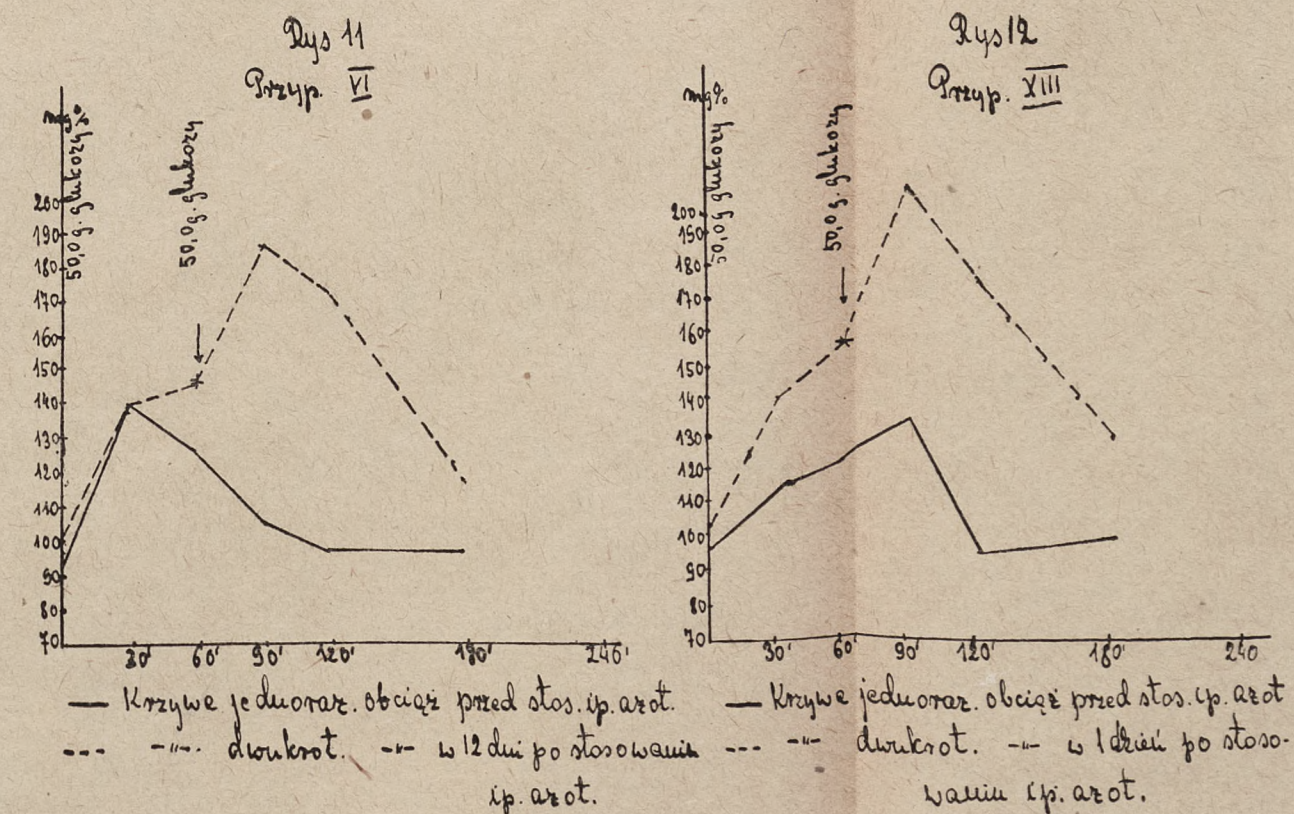 Rys 11
Przyp. VI
mg%
50,0 g. glukozy
50,0 g. glukozy
200
190
180
170
160
150
140
130
120
110
100
90
80
70
30' 60' 90' 120' 180' 240'
— Krzywe jednoraz. obciąż przed stos. ip. azot.
--- -"-. dwukrot. -"- w 12 dni po stosowaniu
ip. azot.
Rys 12
Przyp. XIII
mg%
50,0 g glukozy
50,0 g. glukozy
200
190
180
170
160
150
140
130
120
110
100
90
80
70
30' 60' 90' 120' 180' 240
— Krzywe jednoraz. obciąż przed stos. ip. azot
--- -"- dwukrot. -"- w 1 dzień po stoso-
waniu ip. azot.